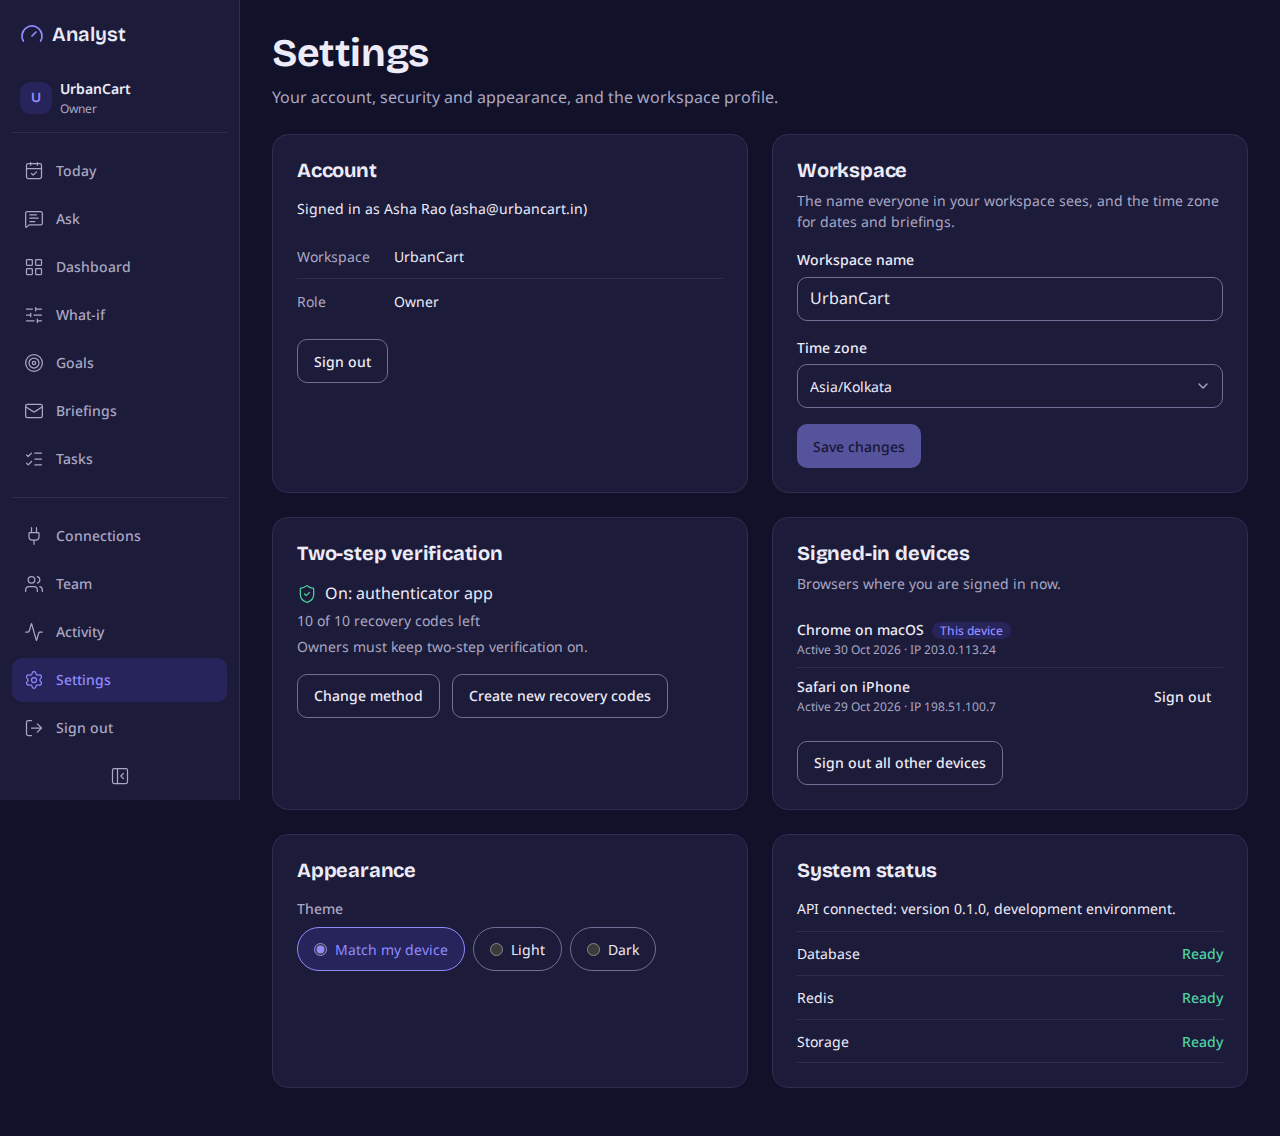 Analyst
U
UrbanCart
Owner
Today
Ask
Dashboard
What-if
Goals
Briefings
Tasks
Connections
Team
Activity
Settings
Sign out
Settings
Your account, security and appearance, and the workspace profile.
Account
Signed in as Asha Rao (asha@urbancart.in)
Workspace UrbanCart
Role Owner
Sign out
Workspace
The name everyone in your workspace sees, and the time zone
for dates and briefings.
Workspace name
UrbanCart
Time zone
Asia/Kolkata
Save changes
Two-step verification
On: authenticator app
10 of 10 recovery codes left
Owners must keep two-step verification on.
Change method Create new recovery codes
Signed-in devices
Browsers where you are signed in now.
Chrome on macOS This device
Active 30 Oct 2026 · IP 203.0.113.24
Safari on iPhone
Active 29 Oct 2026 · IP 198.51.100.7
Sign out
Sign out all other devices
Appearance
Theme
Match my device Light Dark
System status
API connected: version 0.1.0, development environment.
Database Ready
Redis Ready
Storage Ready